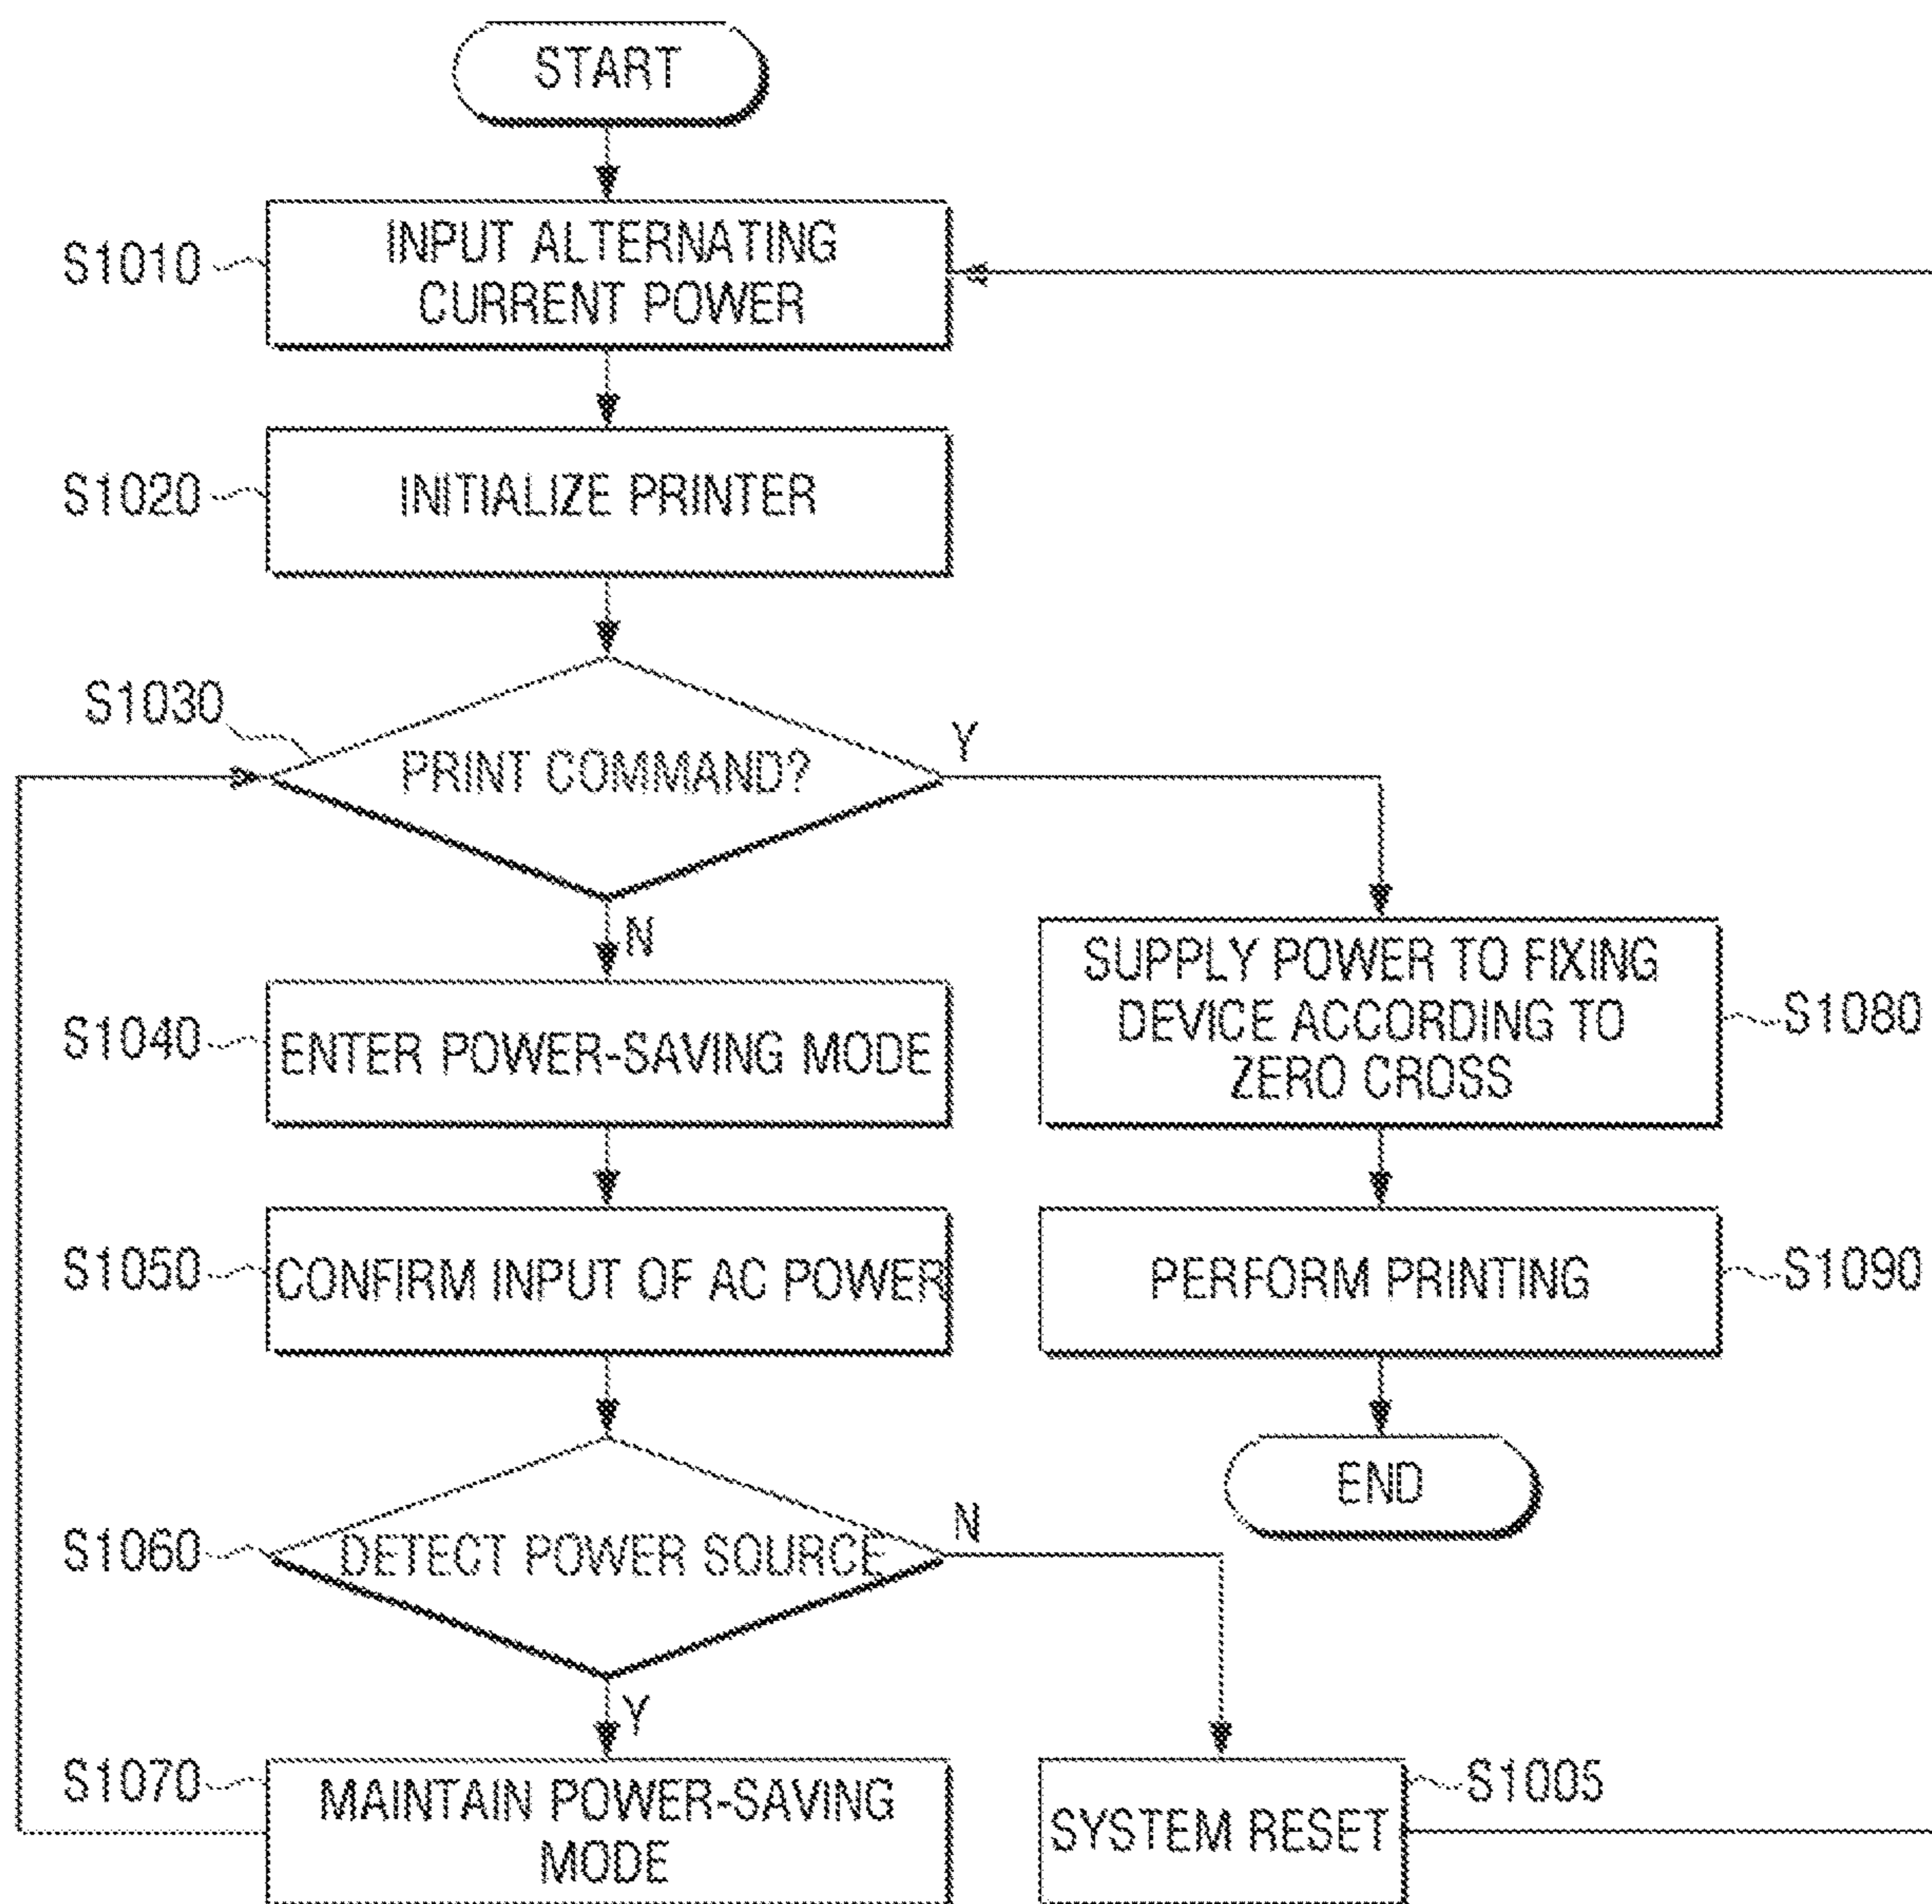 START
S1010
INPUT ALTERNATING
CURRENT POWER
S1020
INITIALIZE PRINTER
S1030
PRINT COMMAND?
Y
N
S1040
ENTER POWER-SAVING MODE
SUPPLY POWER TO FIXING
DEVICE ACCORDING TO
ZERO CROSS
S1080
S1050
CONFIRM INPUT OF AC POWER
PERFORM PRINTING
S1090
END
S1060
DETECT POWER SOURCE
N
Y
S1070
MAINTAIN POWER-SAVING
MODE
SYSTEM RESET
S1005